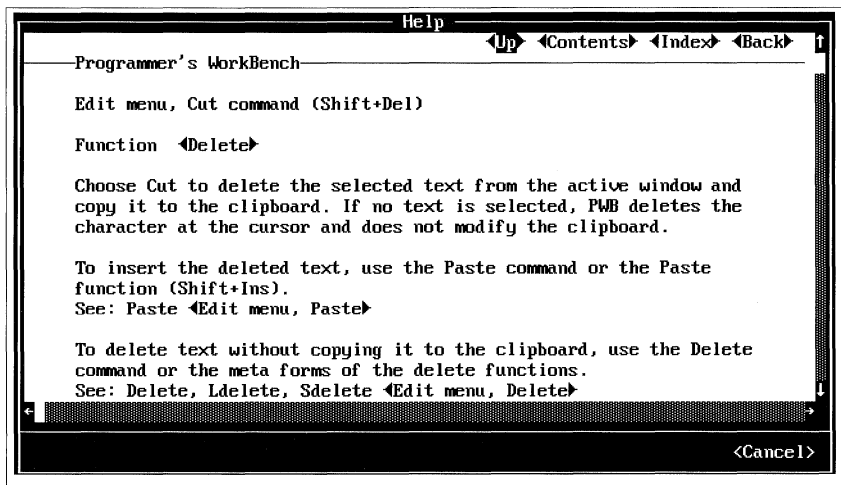 Help
Up Contents Index Back
Programmer's WorkBench
Edit menu, Cut command (Shift+Del)
Function Delete
Choose Cut to delete the selected text from the active window and
copy it to the clipboard. If no text is selected, PWB deletes the
character at the cursor and does not modify the clipboard.
To insert the deleted text, use the Paste command or the Paste
function (Shift+Ins).
See: Paste Edit menu, Paste
To delete text without copying it to the clipboard, use the Delete
command or the meta forms of the delete functions.
See: Delete, Ldelete, Sdelete Edit menu, Delete
<Cancel>